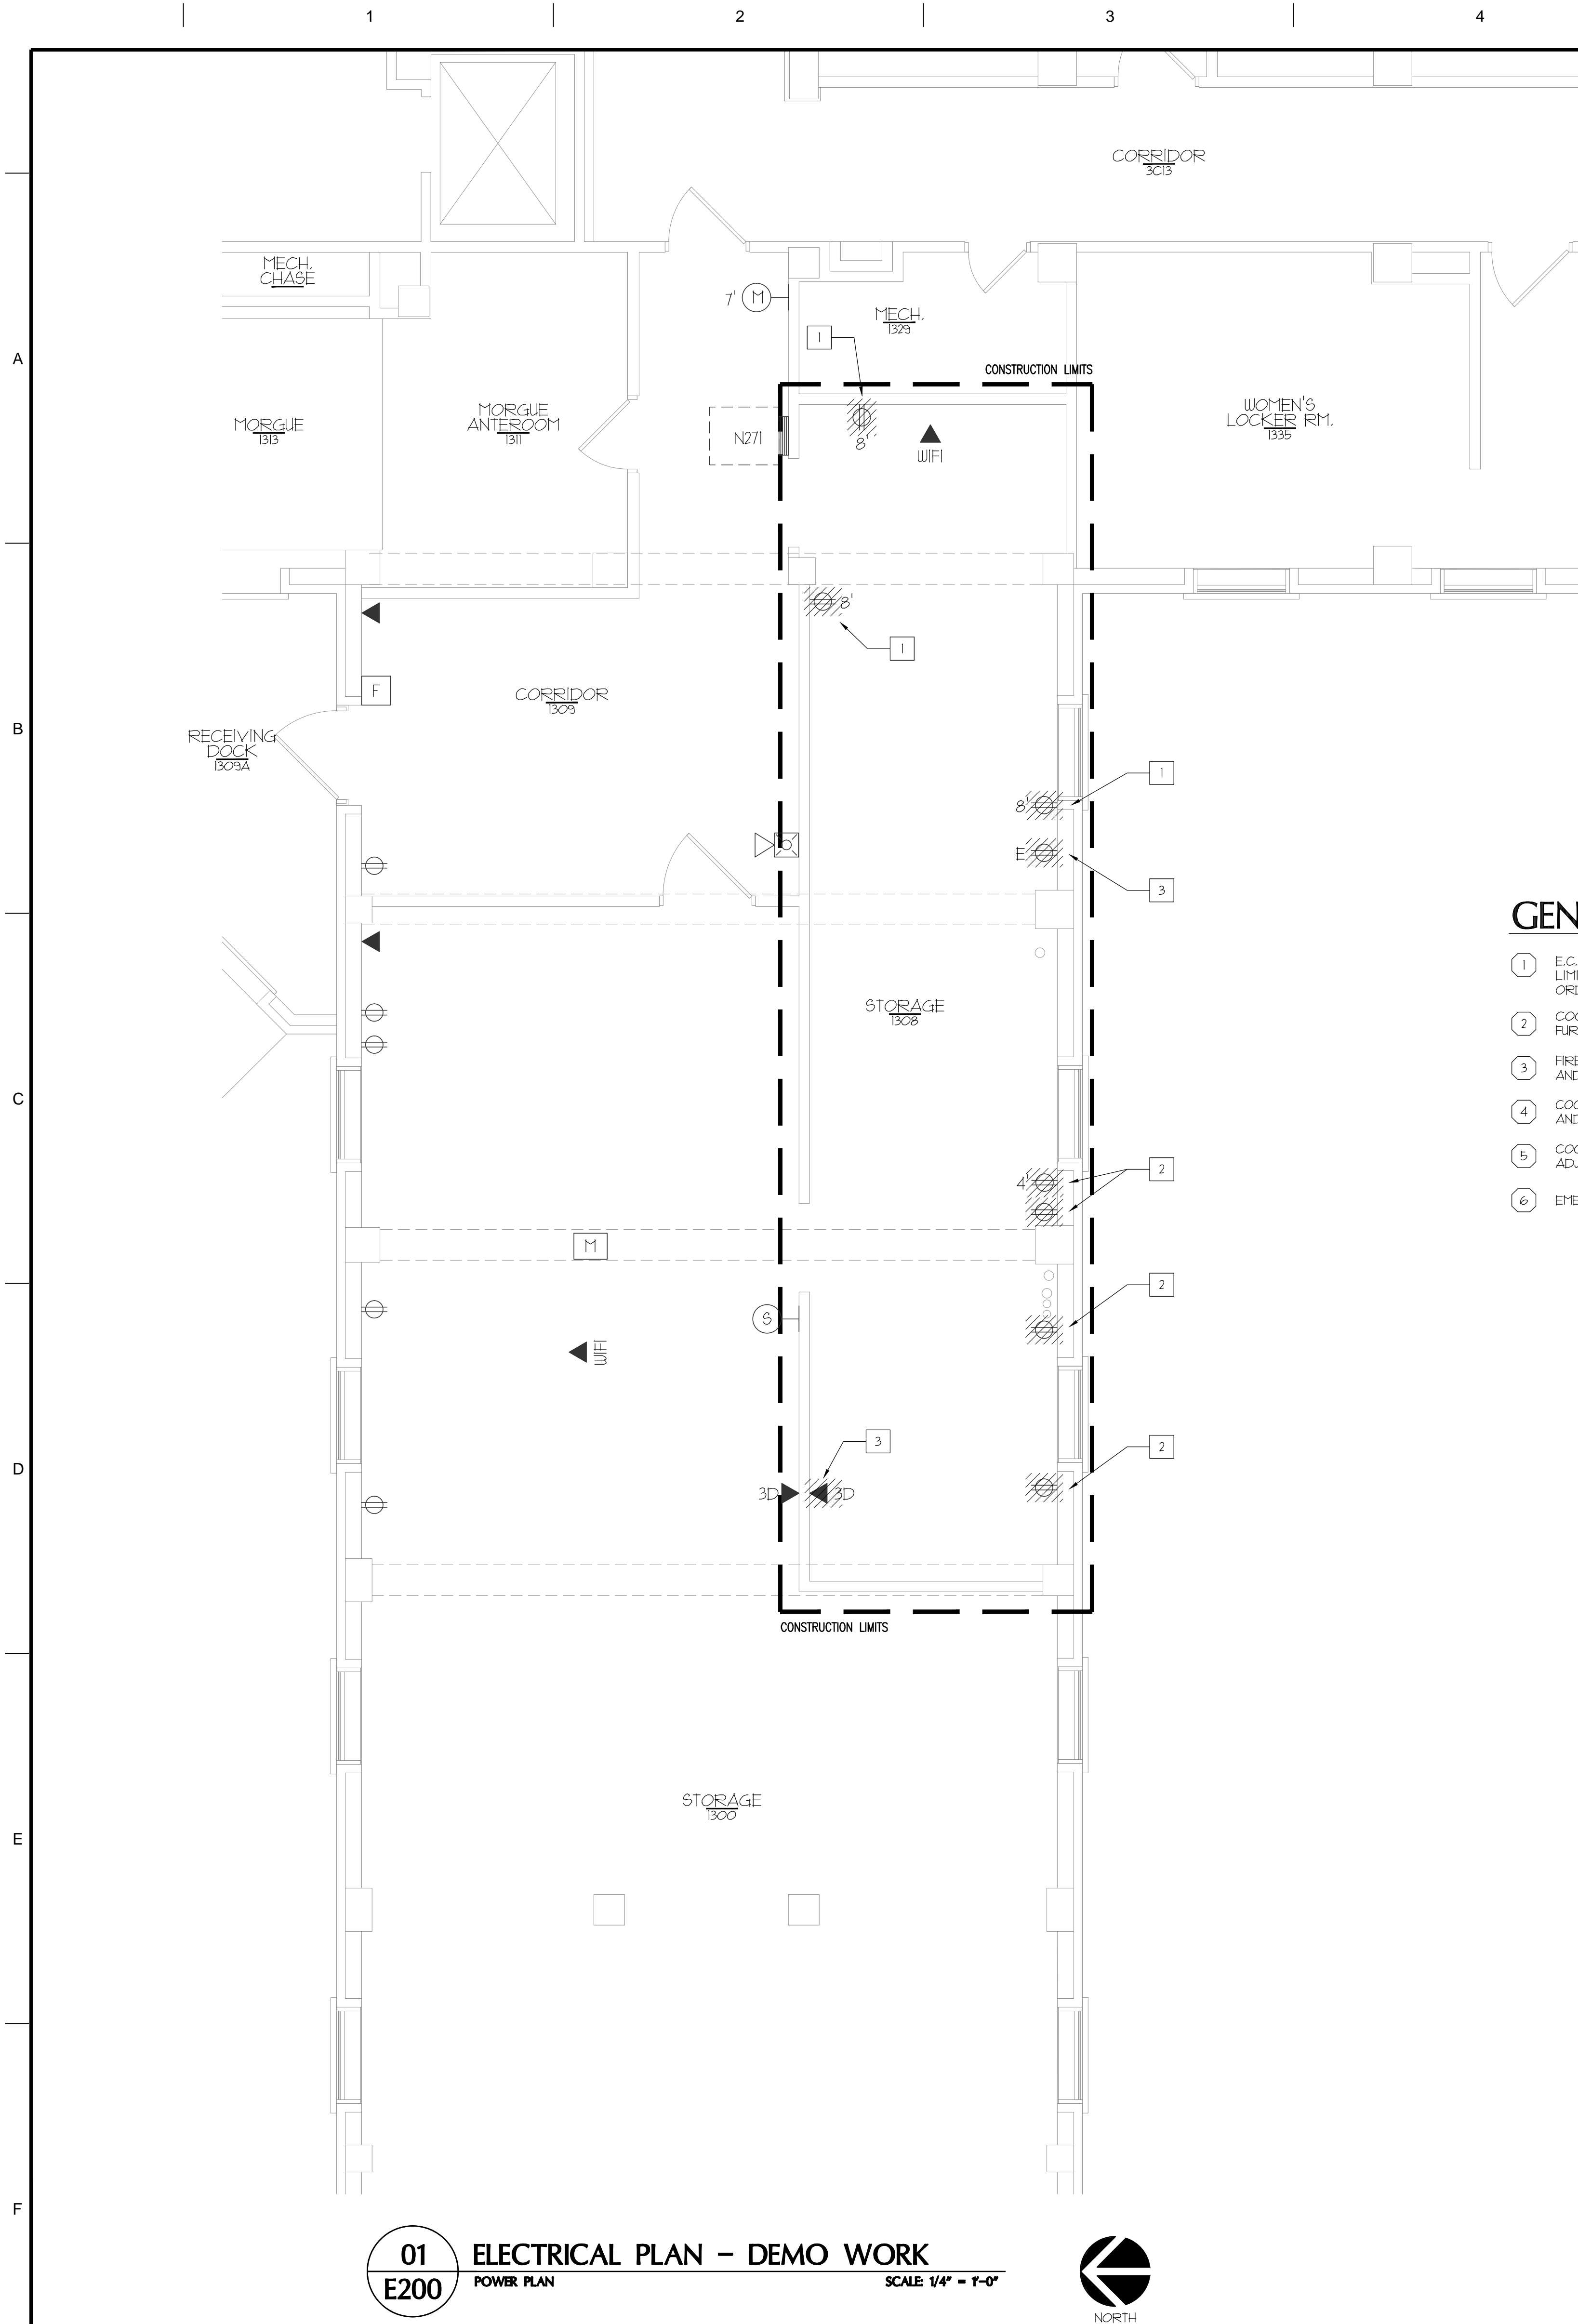 1 2 3 4
CORRIDOR
3C13
MECH.
CHASE
7' M
MECH.
1329
1
A
CONSTRUCTION LIMITS
MORGUE
1313
MORGUE
ANTEROOM
1311
N271
8'
WIFI
WOMEN'S
LOCKER RM.
1335
8'
1
F
CORRIDOR
1309
B
RECEIVING
DOCK
1309A
1
8'
E
3
STORAGE
1308
GEN
1 E.C.
LIMI
ORD
2 COO
FUR
3 FIRE
AND
4 COO
AND
5 COO
ADJ
6 EME
C
4'
2
M
2
S
WIFI
D
3
2
3D
3D
CONSTRUCTION LIMITS
STORAGE
1300
E
F
01
E200
ELECTRICAL PLAN – DEMO WORK
POWER PLAN SCALE: 1/4" = 1'-0"
NORTH